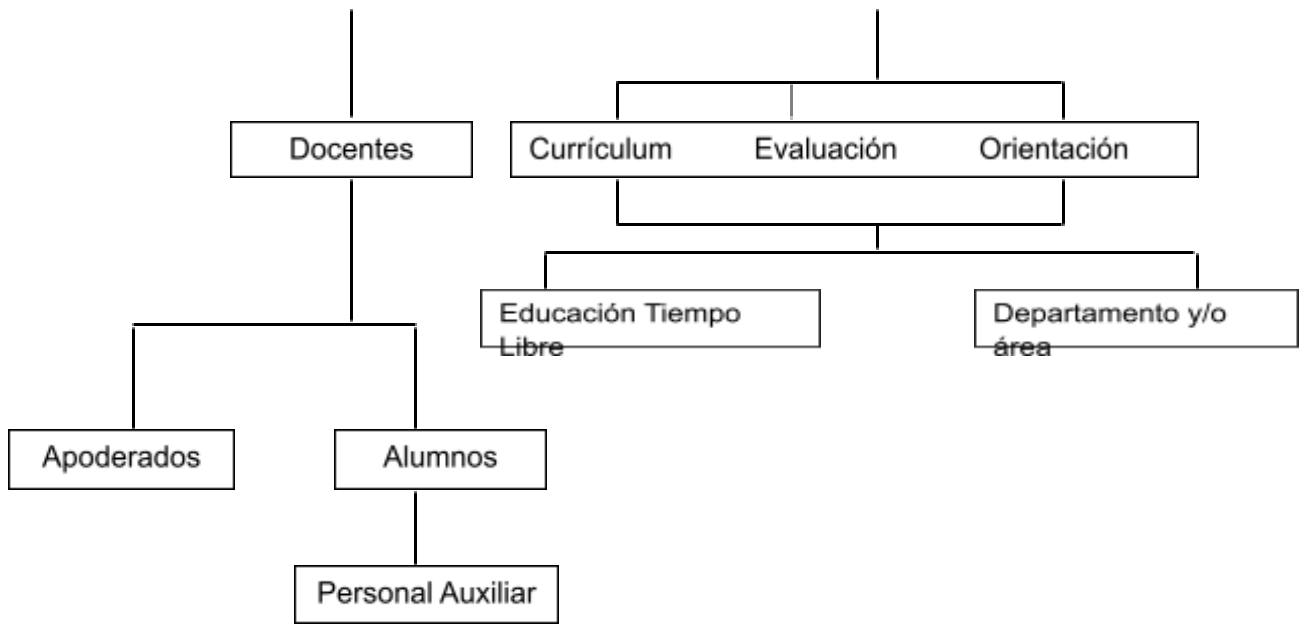 Docentes
Currículum Evaluación Orientación
Educación Tiempo
Libre
Departamento y/o
área
Apoderados
Alumnos
Personal Auxiliar